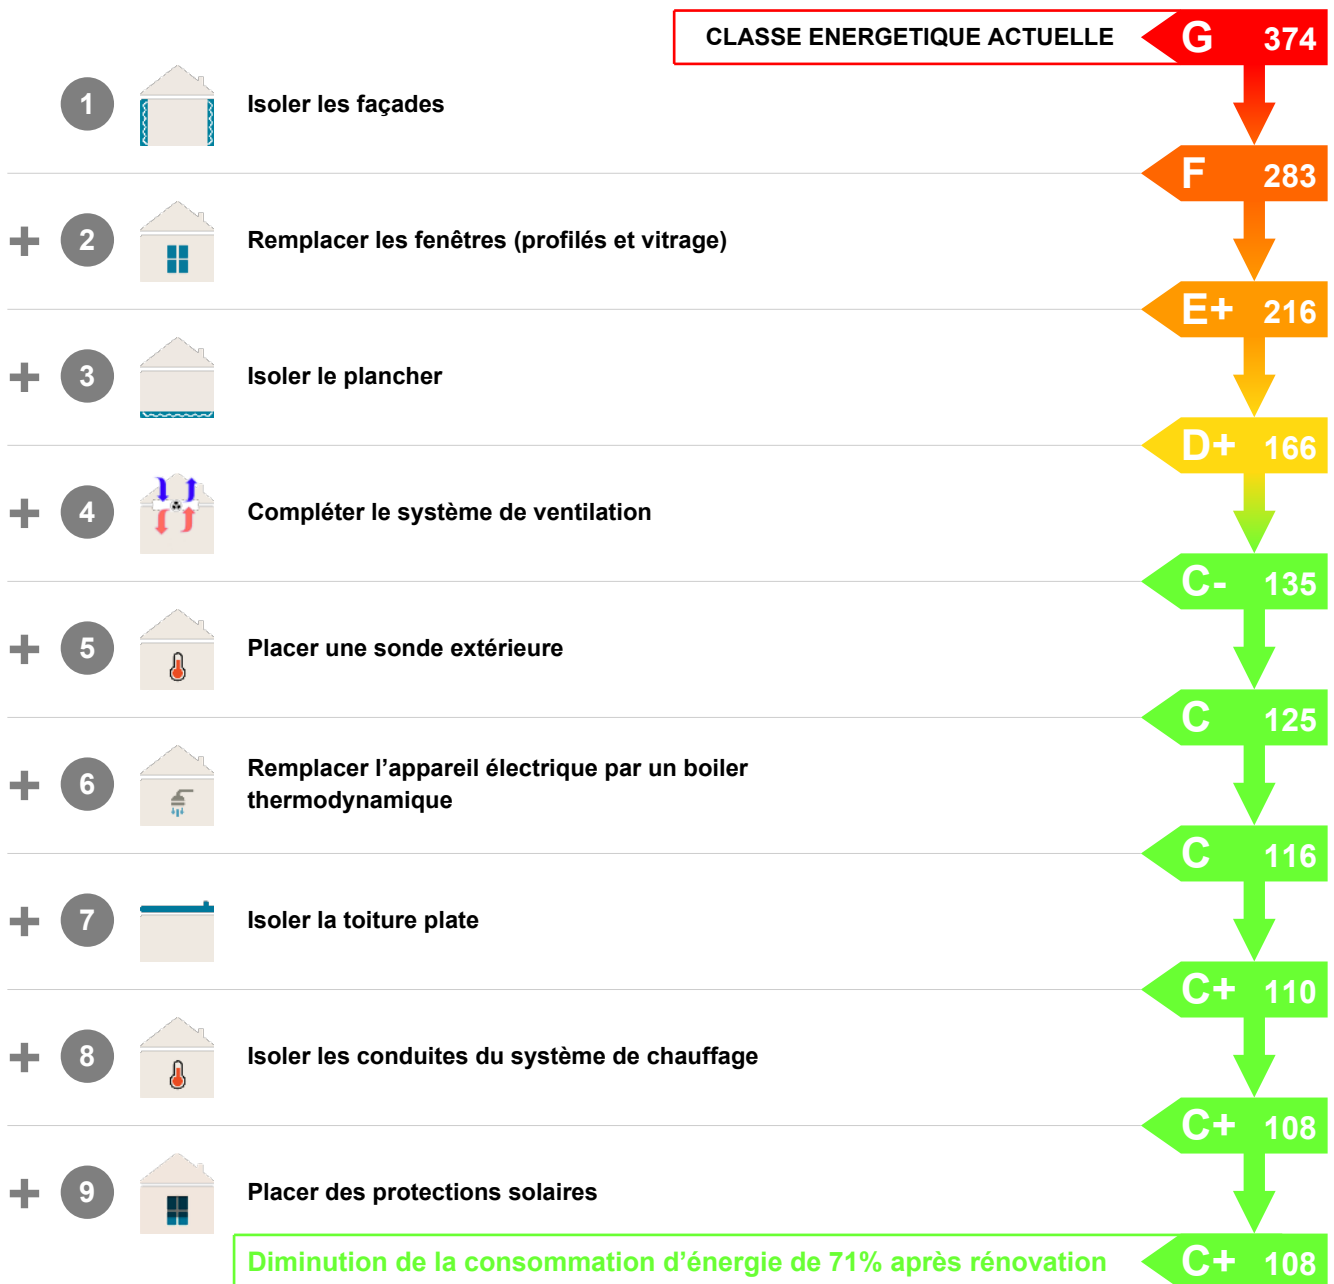 CLASSE ENERGETIQUE ACTUELLE G 374
1 Isoler les façades
F 283
+ 2 Remplacer les fenêtres (profilés et vitrage)
E+ 216
+ 3 Isoler le plancher
D+ 166
+ 4 Compléter le système de ventilation
C- 135
+ 5 Placer une sonde extérieure
C 125
+ 6 Remplacer l’appareil électrique par un boiler
thermodynamique
C 116
+ 7 Isoler la toiture plate
C+ 110
+ 8 Isoler les conduites du système de chauffage
C+ 108
+ 9 Placer des protections solaires
Diminution de la consommation d’énergie de 71% après rénovation C+ 108